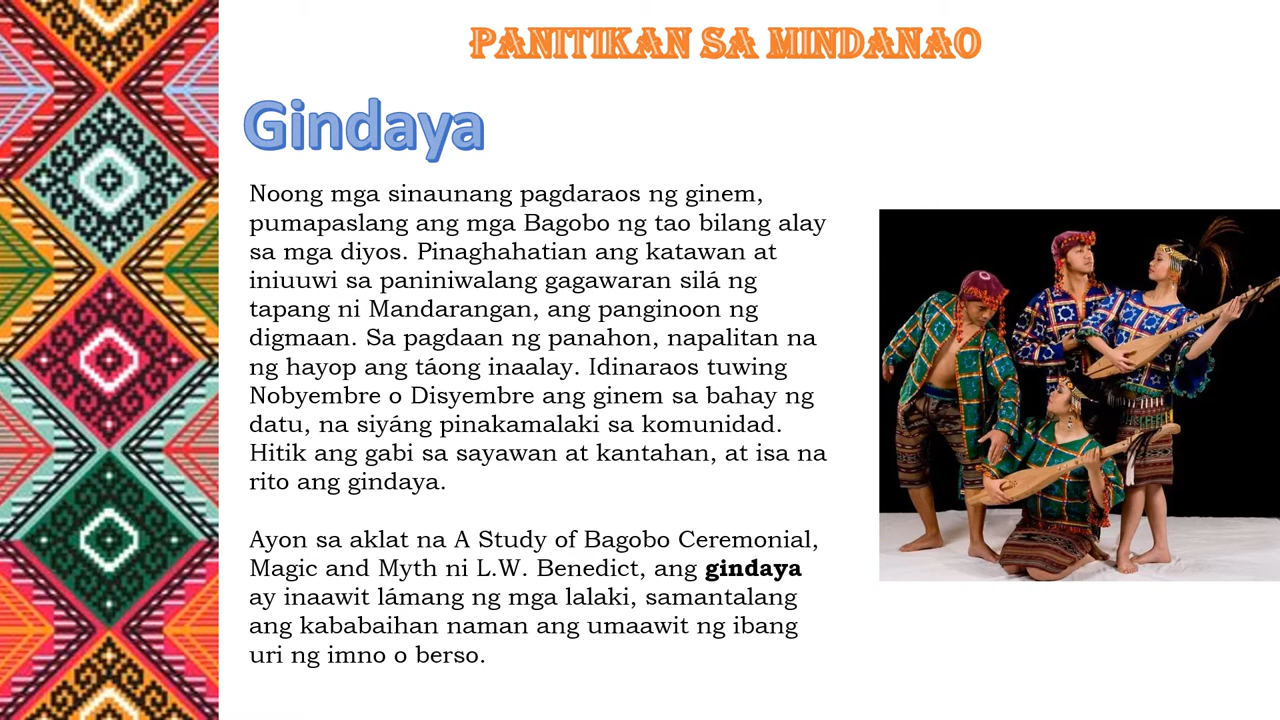 PANITIKAN SA MINDANAO
Gindaya
Noong mga sinaunang pagdaraos ng ginem,
pumapaslang ang mga Bagobo ng tao bilang alay
sa mga diyos. Pinaghahatian ang katawan at
iniuuwi sa paniniwalang gagawaran silá ng
tapang ni Mandarangan, ang panginoon ng
digmaan. Sa pagdaan ng panahon, napalitan na
ng hayop ang táong inaalay. Idinaraos tuwing
Nobyembre o Disyembre ang ginem sa bahay ng
datu, na siyáng pinakamalaki sa komunidad.
Hitik ang gabi sa sayawan at kantahan, at isa na
rito ang gindaya.
Ayon sa aklat na A Study of Bagobo Ceremonial,
Magic and Myth ni L.W. Benedict, ang gindaya
ay inaawit lámang ng mga lalaki, samantalang
ang kababaihan naman ang umaawit ng ibang
uri ng imno o berso.